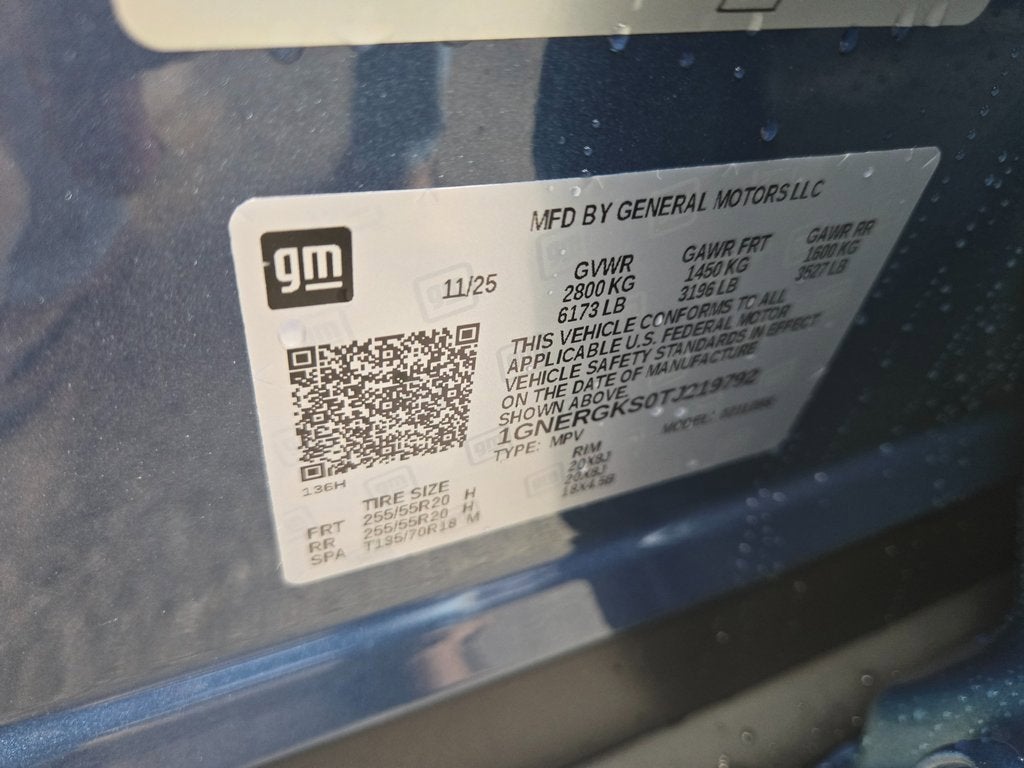 gm
MFD BY GENERAL MOTORS LLC
11/25
GVWR GAWR FRT GAWR RR
2800 KG 1450 KG 1600 KG
6173 LB 3196 LB 3527 LB
THIS VEHICLE CONFORMS TO ALL
APPLICABLE U.S. FEDERAL MOTOR
VEHICLE SAFETY STANDARDS IN EFFECT
ON THE DATE OF MANUFACTURE
SHOWN ABOVE
1GNERGKS0TJ219792
TYPE: MPV MODEL:
136H
TIRE SIZE RIM
FRT 255/55R20 H 20X8J
RR 255/55R20 H 20X8J
SPA T135/70R18 M 18X4.5B